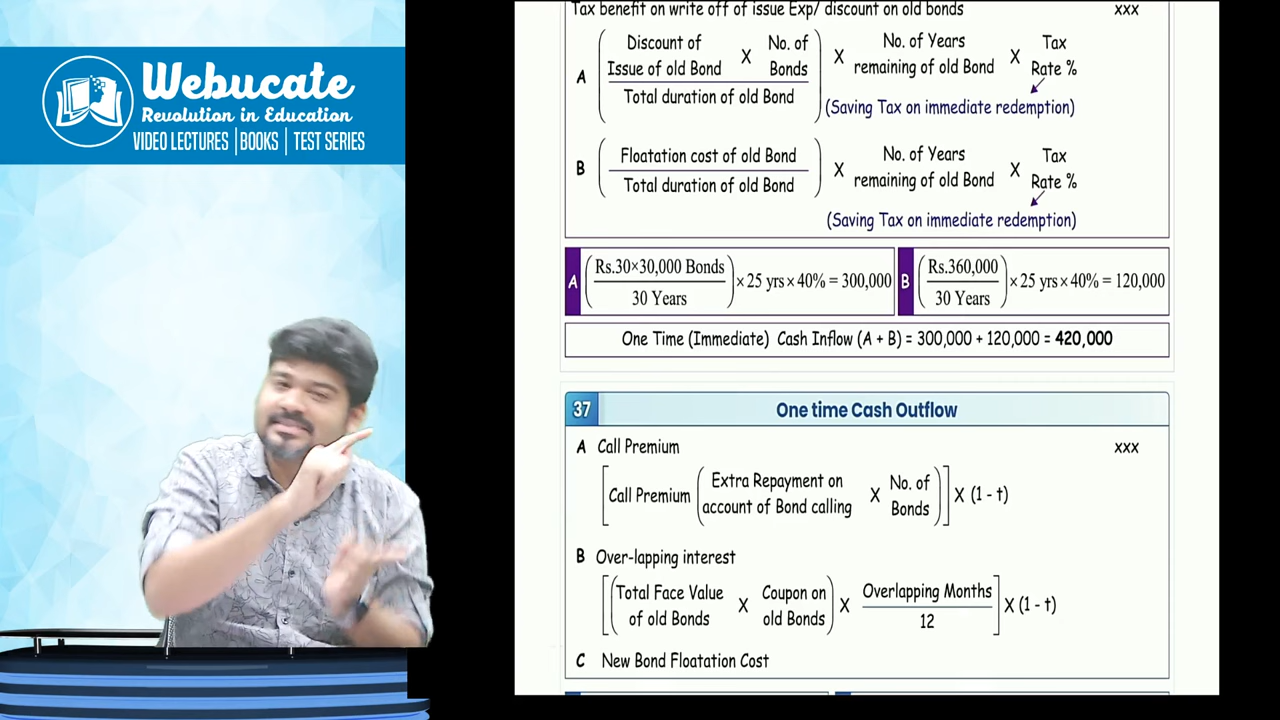 Webucate
Revolution in Education
VIDEO LECTURES | BOOKS | TEST SERIES
Tax benefit on write off of issue Exp/ discount on old bonds xxx
A ( Discount of Issue of old Bond X No. of Bonds / Total duration of old Bond ) X No. of Years remaining of old Bond X Tax Rate %
(Saving Tax on immediate redemption)
B ( Floatation cost of old Bond / Total duration of old Bond ) X No. of Years remaining of old Bond X Tax Rate %
(Saving Tax on immediate redemption)
A ( Rs.30×30,000 Bonds / 30 Years ) × 25 yrs × 40% = 300,000
B ( Rs.360,000 / 30 Years ) × 25 yrs × 40% = 120,000
One Time (Immediate) Cash Inflow (A + B) = 300,000 + 120,000 = 420,000
37 One time Cash Outflow
A Call Premium xxx
[ Call Premium ( Extra Repayment on account of Bond calling X No. of Bonds ) ] X (1 - t)
B Over-lapping interest
[ ( Total Face Value of old Bonds X Coupon on old Bonds ) X Overlapping Months / 12 ] X (1 - t)
C New Bond Floatation Cost